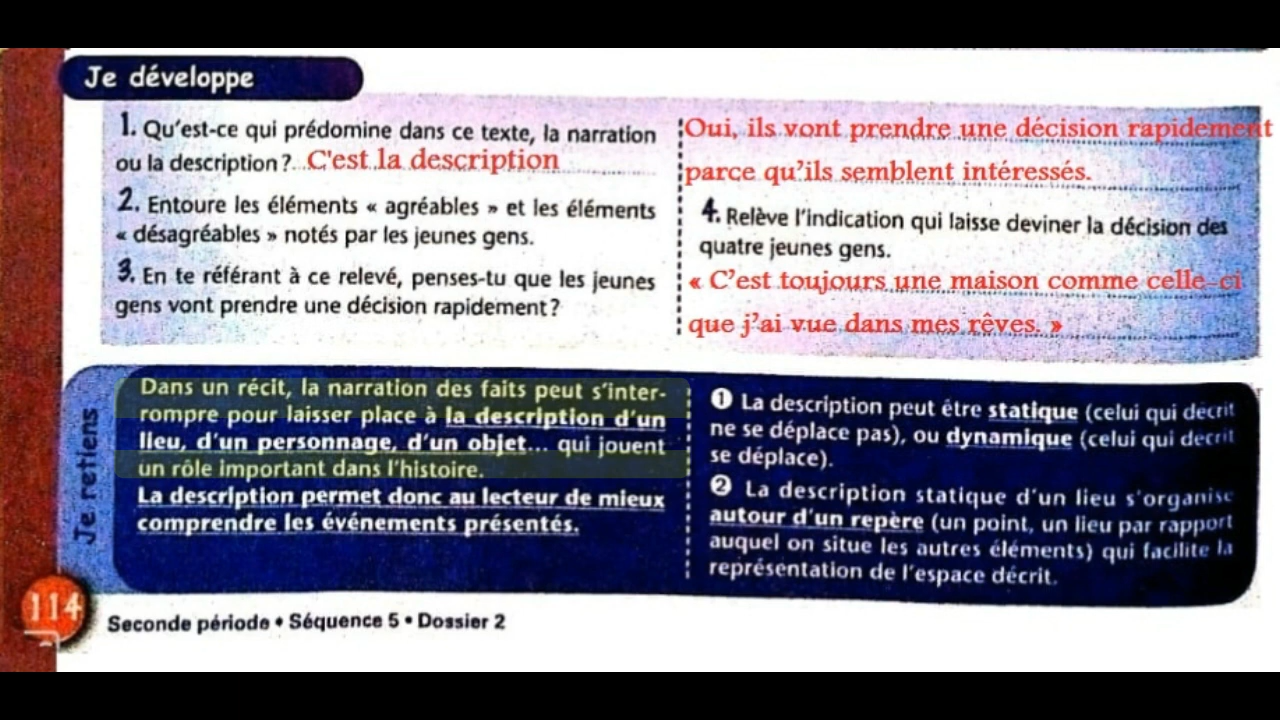 Je développe
1. Qu'est-ce qui prédomine dans ce texte, la narration
ou la description ? C'est la description
2. Entoure les éléments « agréables » et les éléments
« désagréables » notés par les jeunes gens.
3. En te référant à ce relevé, penses-tu que les jeunes
gens vont prendre une décision rapidement ?
Oui, ils vont prendre une décision rapidement
parce qu'ils semblent intéressés.
4. Relève l'indication qui laisse deviner la décision des
quatre jeunes gens.
« C'est toujours une maison comme celle-ci
que j'ai vue dans mes rêves. »
Je retiens
Dans un récit, la narration des faits peut s'inter-
rompre pour laisser place à la description d'un
lieu, d'un personnage, d'un objet... qui jouent
un rôle important dans l'histoire.
La description permet donc au lecteur de mieux
comprendre les événements présentés.
1 La description peut être statique (celui qui décrit
ne se déplace pas), ou dynamique (celui qui décrit
se déplace).
2 La description statique d'un lieu s'organise
autour d'un repère (un point, un lieu par rapport
auquel on situe les autres éléments) qui facilite la
représentation de l'espace décrit.
114
Seconde période • Séquence 5 • Dossier 2